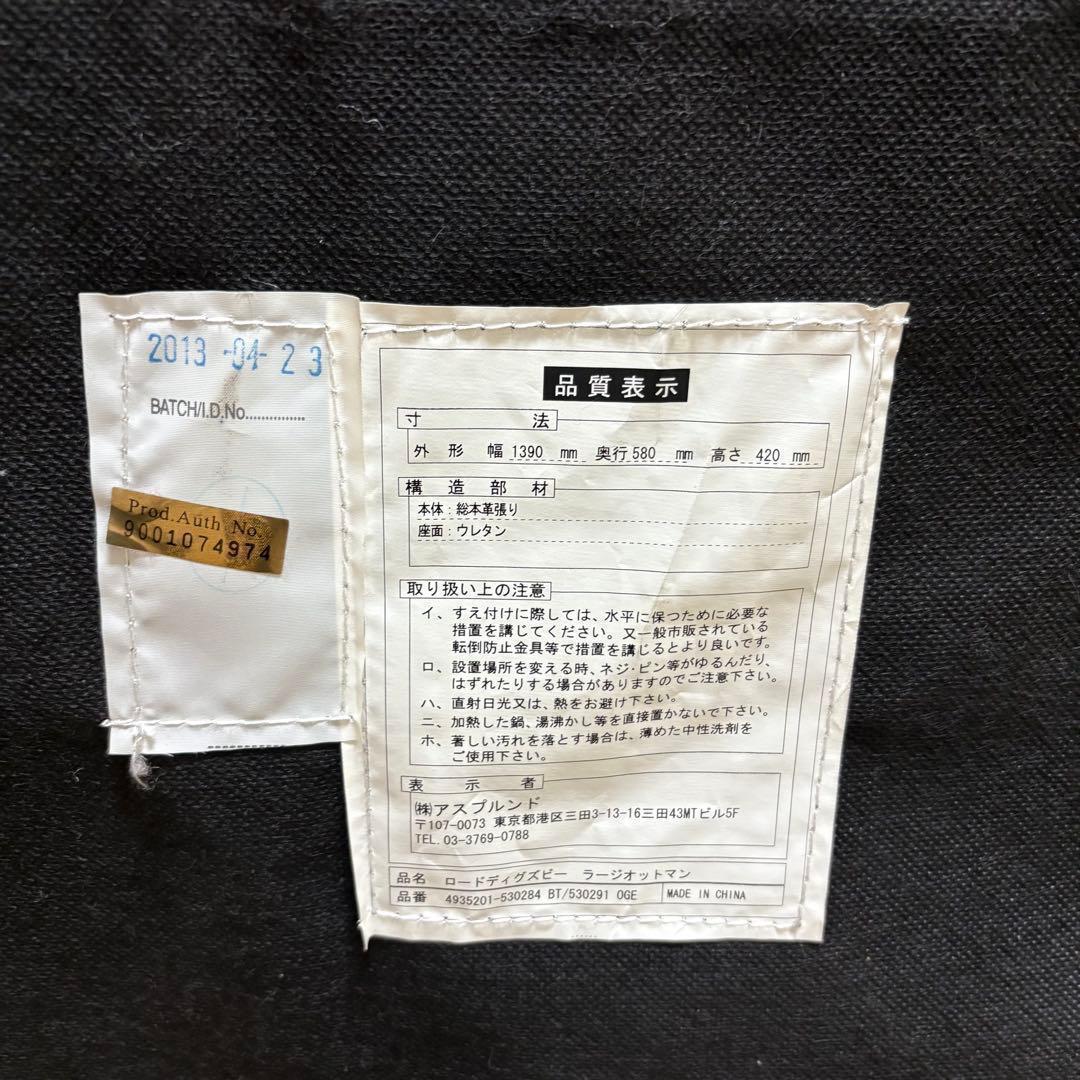 2013 -04- 2 3
BATCH/I.D.No...............
Prod.Auth No.
9001074974
品質表示
寸 法
外 形 幅 1390 mm 奥行 580 mm 高さ 420 mm
構 造 部 材
本体：総本革張り
座面：ウレタン
取り扱い上の注意
イ、すえ付けに際しては、水平に保つために必要な
措置を講じてください。又一般市販されている
転倒防止金具等で措置を講じるとより良いです。
ロ、設置場所を変える時、ネジ・ピン等がゆるんだり、
はずれたりする場合がありますのでご注意下さい。
ハ、直射日光又は、熱をお避け下さい。
ニ、加熱した鍋、湯沸かし等を直接置かないで下さい。
ホ、著しい汚れを落とす場合は、薄めた中性洗剤を
ご使用下さい。
表 示 者
㈱アスプルンド
〒107-0073 東京都港区三田3-13-16三田43MTビル5F
TEL. 03-3769-0788
品名 ロードディグズビー ラージオットマン
品番 4935201-530284 BT/530291 OGE MADE IN CHINA